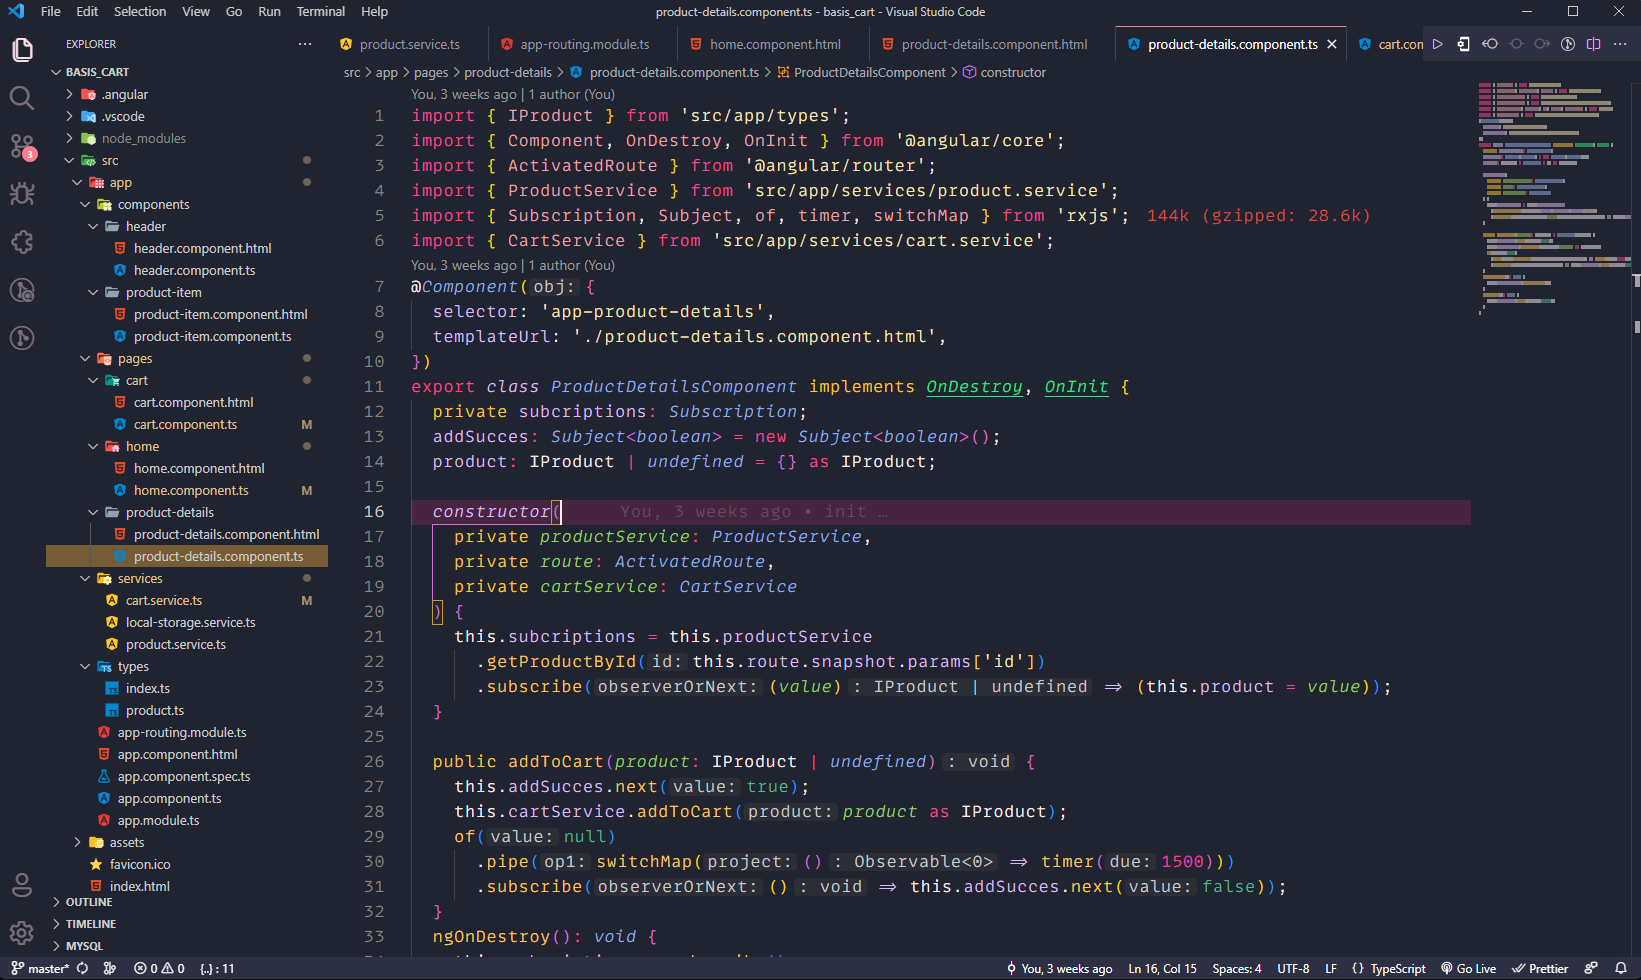 File Edit Selection View Go Run Terminal Help
product-details.component.ts - basis_cart - Visual Studio Code
EXPLORER
BASIS_CART
.angular
.vscode
node_modules
src
app
components
header
header.component.html
header.component.ts
product-item
product-item.component.html
product-item.component.ts
pages
cart
cart.component.html
cart.component.ts M
home
home.component.html
home.component.ts M
product-details
product-details.component.html
product-details.component.ts
services
cart.service.ts M
local-storage.service.ts
product.service.ts
types
index.ts
product.ts
app-routing.module.ts
app.component.html
app.component.spec.ts
app.component.ts
app.module.ts
assets
favicon.ico
index.html
OUTLINE
TIMELINE
MYSQL
3
product.service.ts app-routing.module.ts home.component.html product-details.component.html product-details.component.ts cart.con
src > app > pages > product-details > product-details.component.ts > ProductDetailsComponent > constructor
You, 3 weeks ago | 1 author (You)
1 import { IProduct } from 'src/app/types';
2 import { Component, OnDestroy, OnInit } from '@angular/core';
3 import { ActivatedRoute } from '@angular/router';
4 import { ProductService } from 'src/app/services/product.service';
5 import { Subscription, Subject, of, timer, switchMap } from 'rxjs'; 144k (gzipped: 28.6k)
6 import { CartService } from 'src/app/services/cart.service';
You, 3 weeks ago | 1 author (You)
7 @Component( obj: {
8 selector: 'app-product-details',
9 templateUrl: './product-details.component.html',
10 })
11 export class ProductDetailsComponent implements OnDestroy, OnInit {
12 private subcriptions: Subscription;
13 addSucces: Subject<boolean> = new Subject<boolean>();
14 product: IProduct | undefined = {} as IProduct;
15
16 constructor( You, 3 weeks ago • init …
17 private productService: ProductService,
18 private route: ActivatedRoute,
19 private cartService: CartService
20 ) {
21 this.subcriptions = this.productService
22 .getProductById( id: this.route.snapshot.params['id'])
23 .subscribe( observerOrNext: (value) : IProduct | undefined ⇒ (this.product = value));
24 }
25
26 public addToCart(product: IProduct | undefined) : void {
27 this.addSucces.next( value: true);
28 this.cartService.addToCart( product: product as IProduct);
29 of( value: null)
30 .pipe( op1: switchMap( project: () : Observable<0> ⇒ timer( due: 1500)))
31 .subscribe( observerOrNext: () : void ⇒ this.addSucces.next( value: false));
32 }
33 ngOnDestroy(): void {
master* 0 0 {..} : 11 You, 3 weeks ago Ln 16, Col 15 Spaces: 4 UTF-8 LF {} TypeScript Go Live Prettier